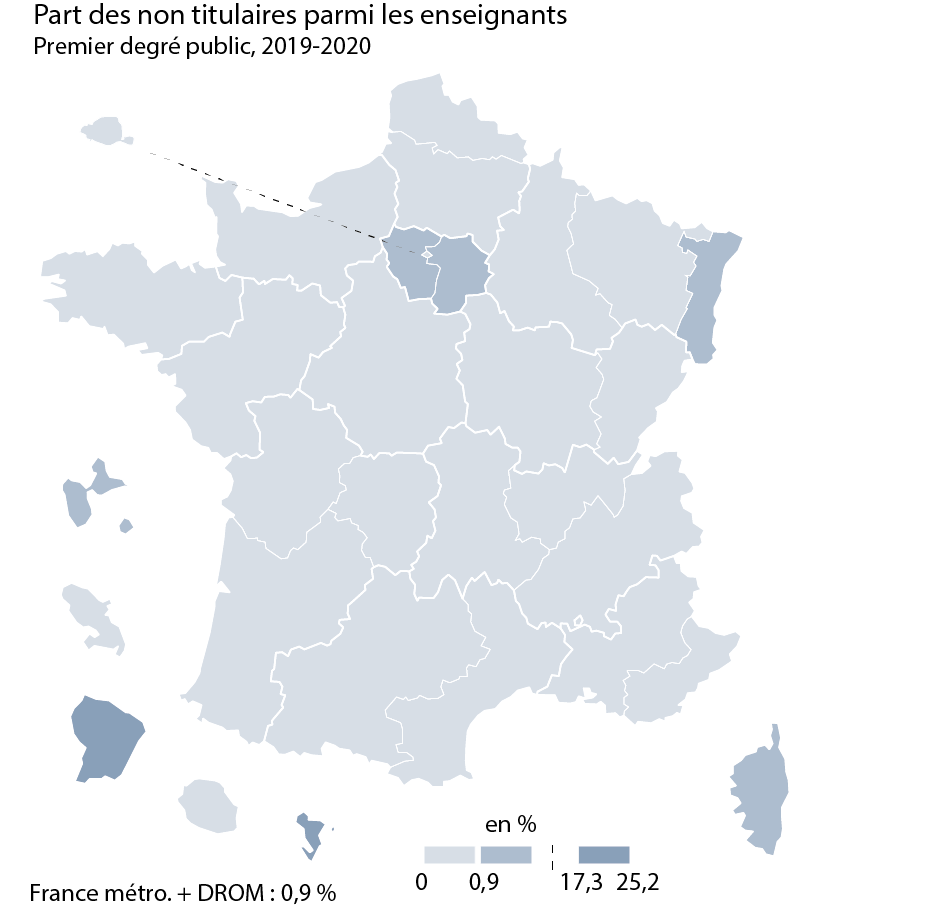 Part des non titulaires parmi les enseignants
Premier degré public, 2019-2020
en %
0 0,9 17,3 25,2
France métro. + DROM : 0,9 %